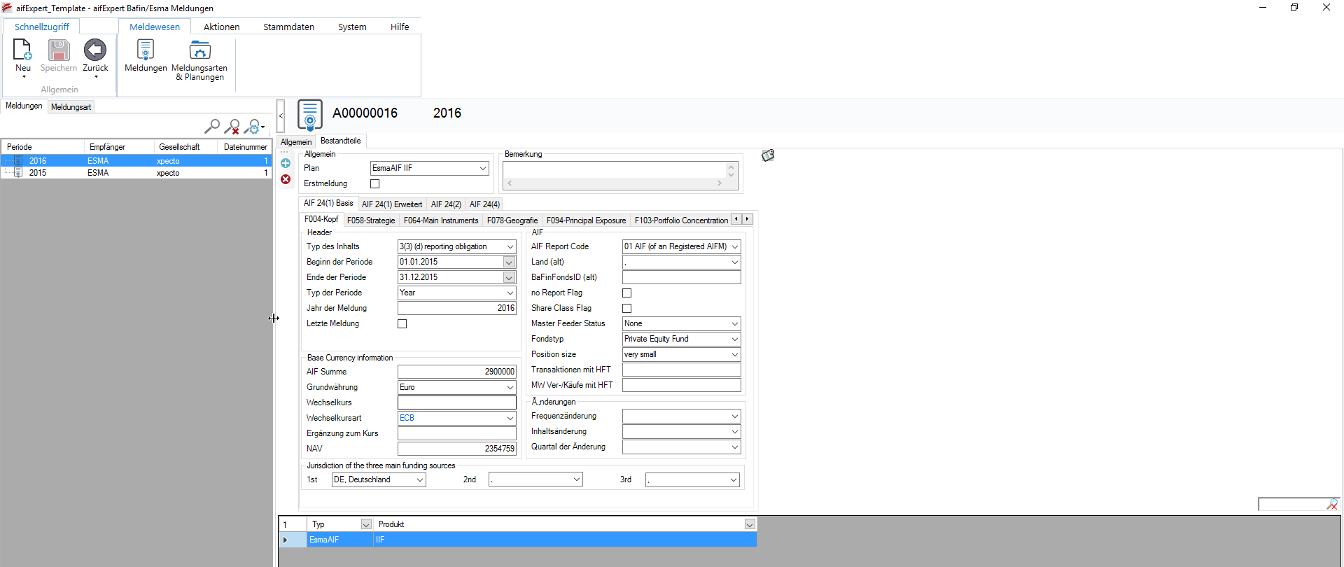 aifExpert_Template - aifExpert Bafin/Esma Meldungen
Schnellzugriff Meldewesen Aktionen Stammdaten System Hilfe
Neu Speichern Zurück Meldungen Meldungsarten & Planungen
Allgemein
Meldungen Meldungsart
A00000016 2016
Periode Empfänger Gesellschaft Dateinummer
2016 ESMA xpecto 1
2015 ESMA xpecto 1
Allgemein Bestandteile
Allgemein Bemerkung
Plan EsmaAIF IIF
Erstmeldung
AIF 24(1) Basis AIF 24(1) Erweitert AIF 24(2) AIF 24(4)
F004-Kopf F058-Strategie F064-Main Instruments F078-Geografie F094-Principal Exposure F103-Portfolio Concentration
Header
Typ des Inhalts 3(3) (d) reporting obligation
Beginn der Periode 01.01.2015
Ende der Periode 31.12.2015
Typ der Periode Year
Jahr der Meldung 2016
Letzte Meldung
AIF
AIF Report Code 01 AIF (of an Registered AIFM)
Land (alt) .
BaFinFondsID (alt)
no Report Flag
Share Class Flag
Master Feeder Status None
Fondstyp Private Equity Fund
Position size very small
Transaktionen mit HFT
MW Ver-/Käufe mit HFT
Base Currency information
AIF Summe 2900000
Grundwährung Euro
Wechselkurs
Wechselkursart ECB
Ergänzung zum Kurs
NAV 2354759
Änderungen
Frequenzänderung
Inhaltsänderung
Quartal der Änderung
Jurisdiction of the three main funding sources
1st DE, Deutschland 2nd . 3rd .
1 Typ Produkt
EsmaAIF IIF